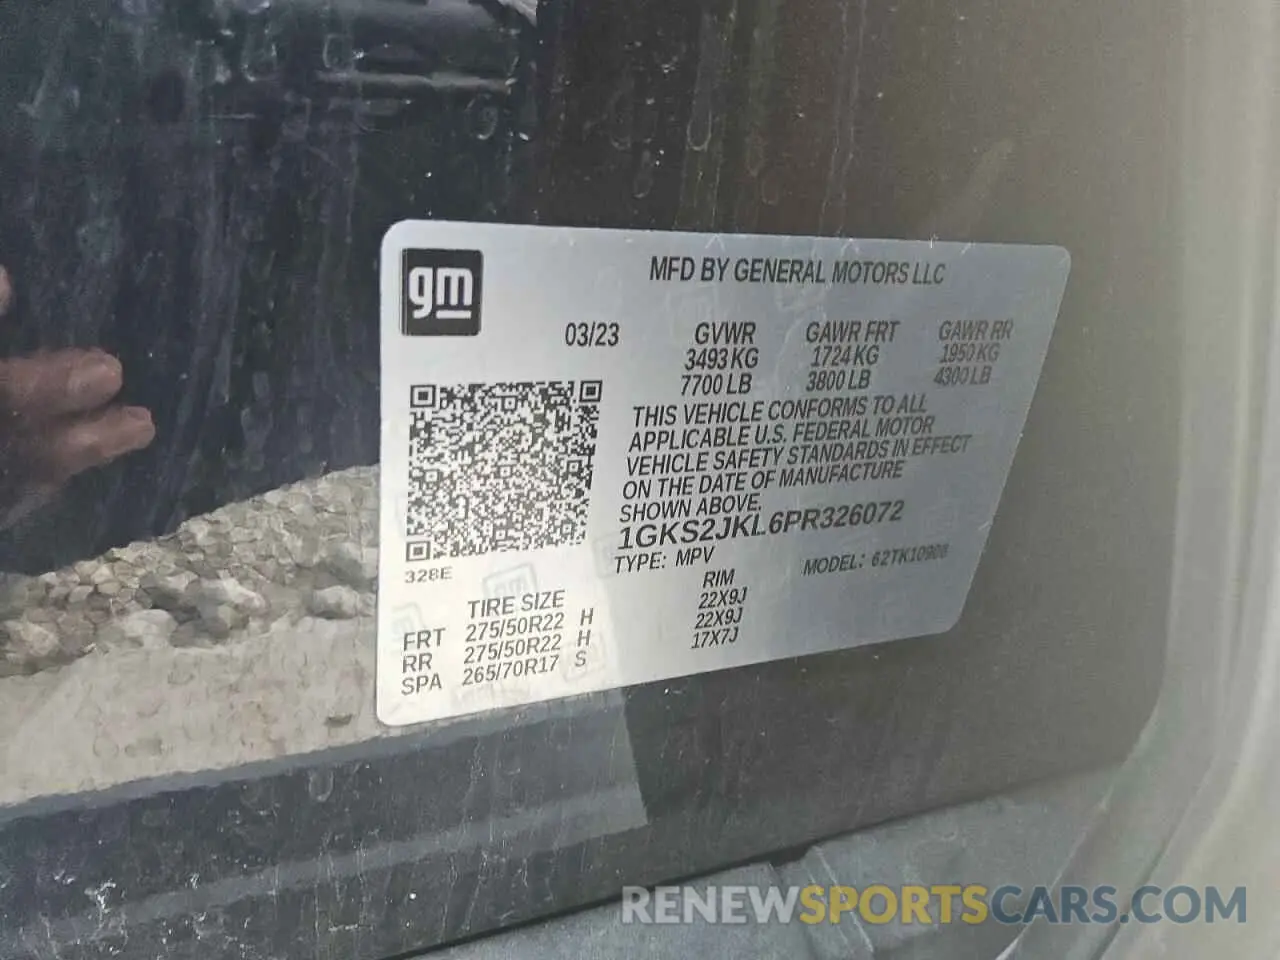 gm
MFD BY GENERAL MOTORS LLC
03/23
GVWR GAWR FRT GAWR RR
3493 KG 1724 KG 1950 KG
7700 LB 3800 LB 4300 LB
THIS VEHICLE CONFORMS TO ALL
APPLICABLE U.S. FEDERAL MOTOR
VEHICLE SAFETY STANDARDS IN EFFECT
ON THE DATE OF MANUFACTURE
SHOWN ABOVE.
1GKS2JKL6PR326072
TYPE: MPV MODEL: 62TK10906
328E
TIRE SIZE RIM
FRT 275/50R22 H 22X9J
RR 275/50R22 H 22X9J
SPA 265/70R17 S 17X7J
RENEWSPORTSCARS.COM